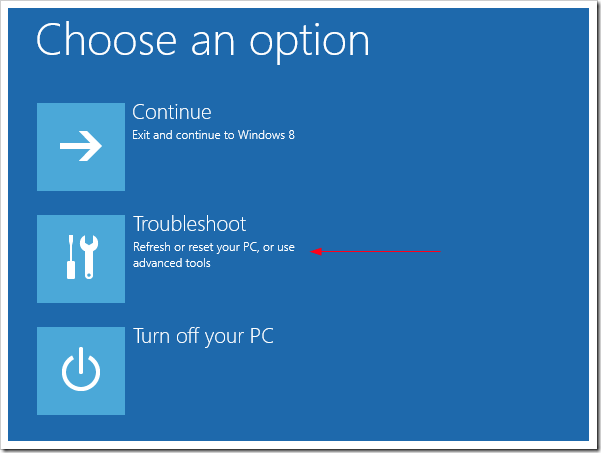 Choose an option
Continue
Exit and continue to Windows 8
Troubleshoot
Refresh or reset your PC, or use
advanced tools
Turn off your PC